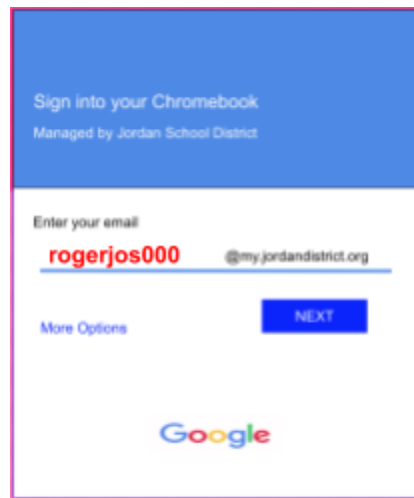 Sign into your Chromebook
Managed by Jordan School District
Enter your email
rogerjos000 @my.jordandistrict.org
NEXT
More Options
Google